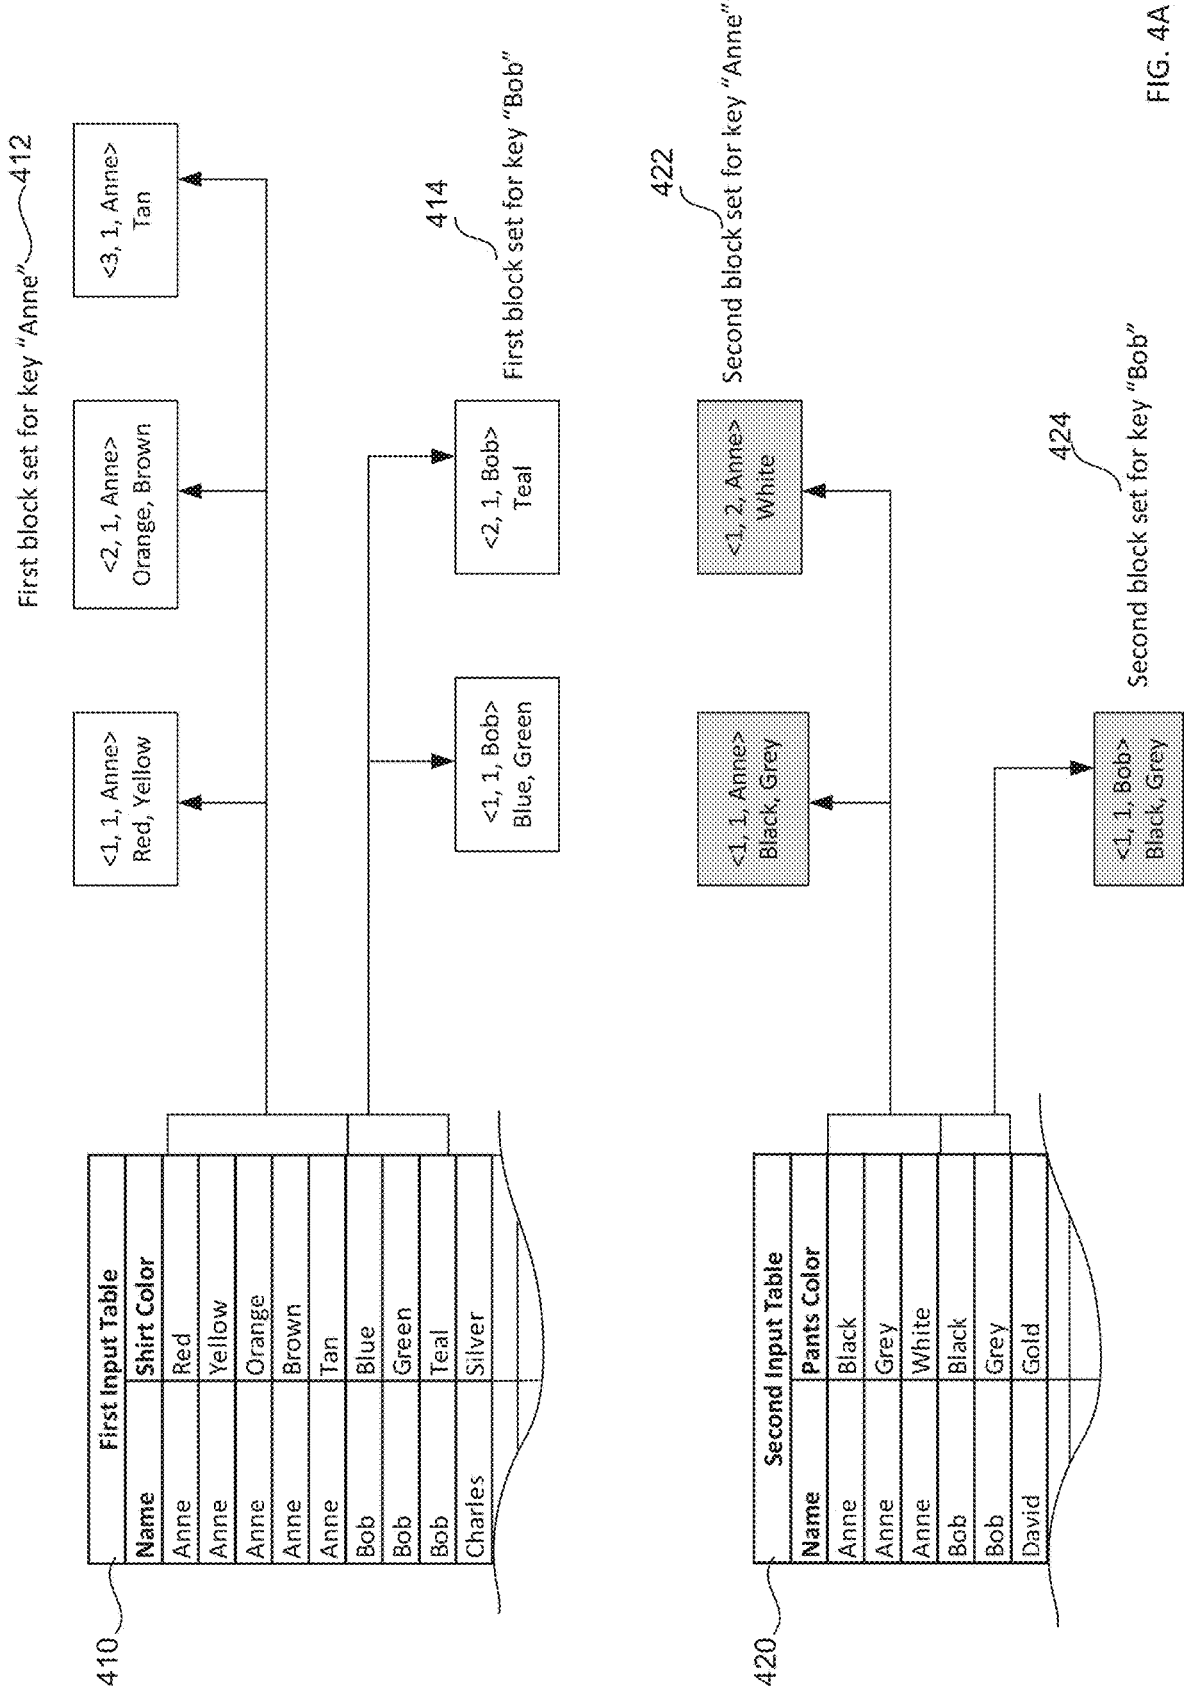 First block set for key "Anne" 412
<1, 1, Anne>
Red, Yellow
<2, 1, Anne>
Orange, Brown
<3, 1, Anne>
Tan
410
First Input Table
Name Shirt Color
Anne Red
Anne Yellow
Anne Orange
Anne Brown
Anne Tan
Bob Blue
Bob Green
Bob Teal
Charles Silver
414
<1, 1, Bob>
Blue, Green
<2, 1, Bob>
Teal
First block set for key "Bob"
422
<1, 1, Anne>
Black, Grey
<1, 2, Anne>
White
Second block set for key "Anne"
420
Second Input Table
Name Pants Color
Anne Black
Anne Grey
Anne White
Bob Black
Bob Grey
David Gold
424
<1, 1, Bob>
Black, Grey
Second block set for key "Bob"
FIG. 4A